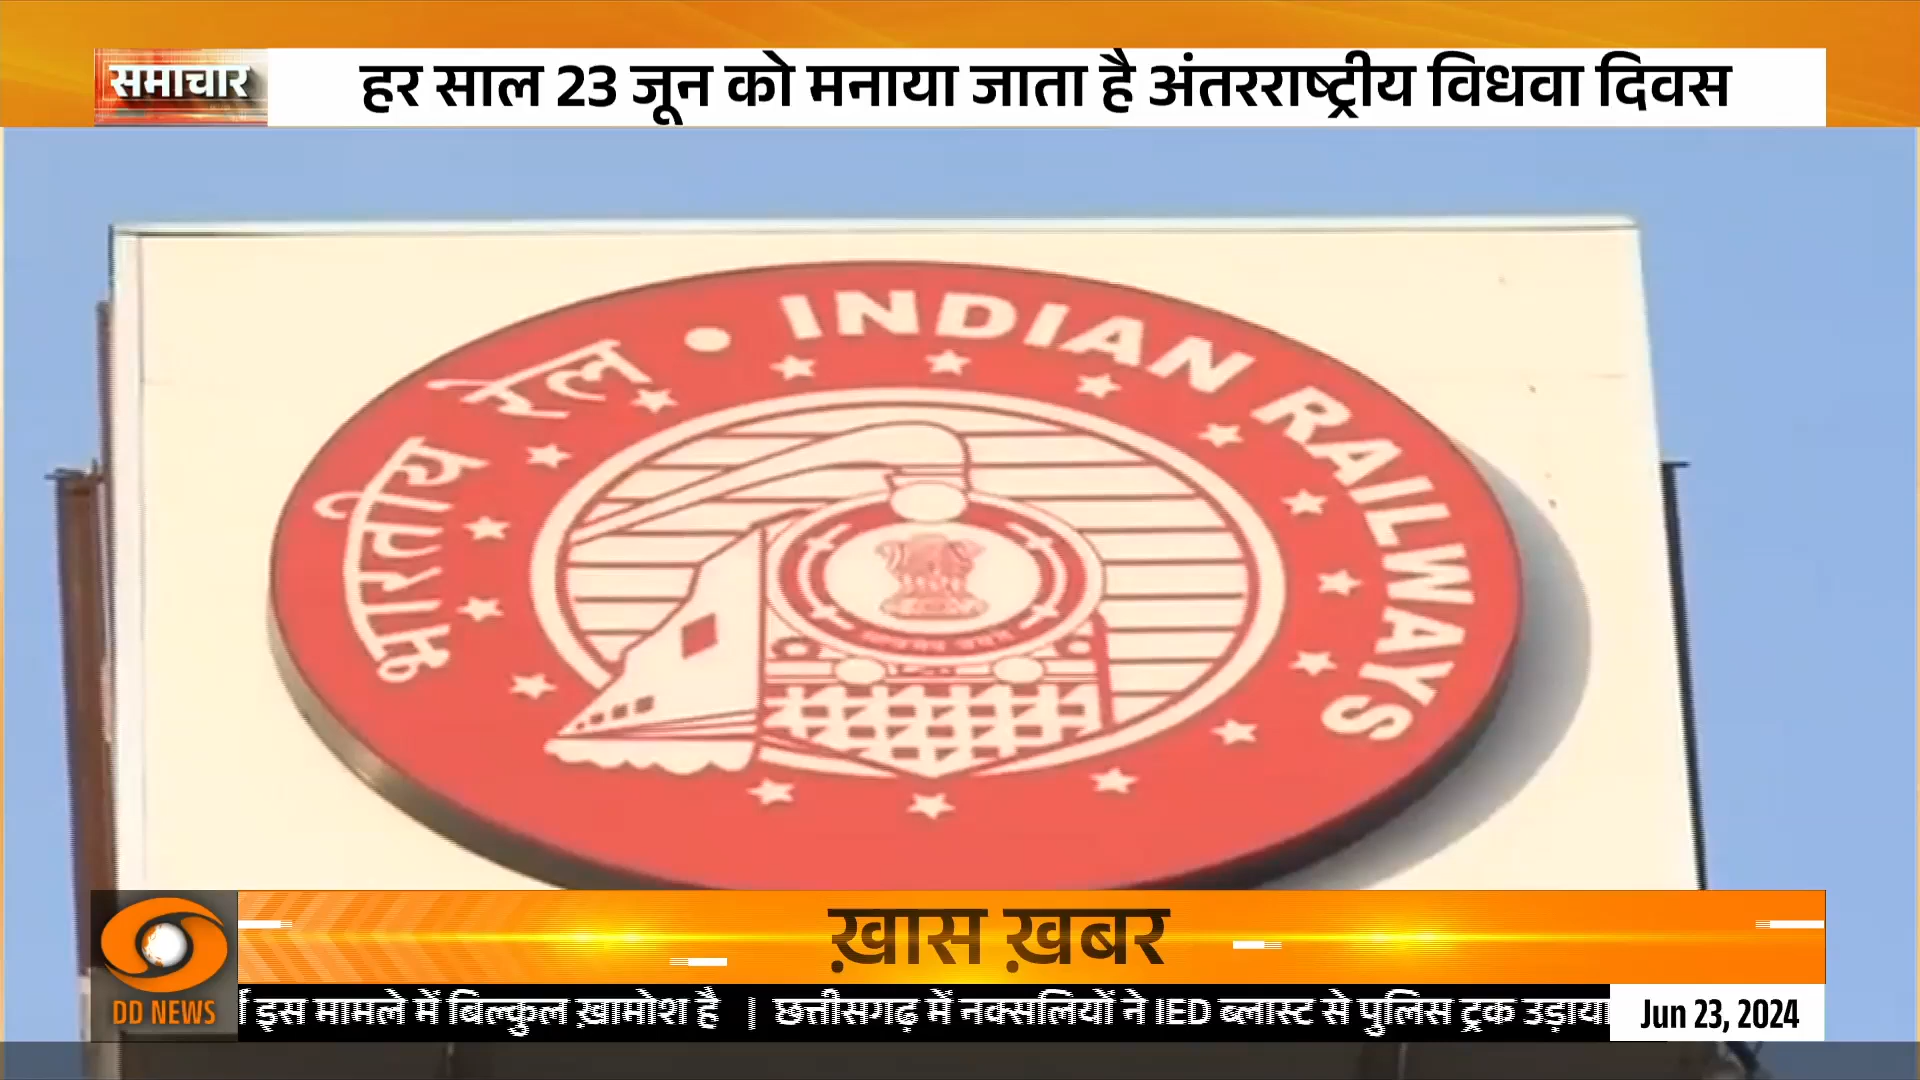 समाचार
हर साल 23 जून को मनाया जाता है अंतरराष्ट्रीय विधवा दिवस
भारतीय रेल • INDIAN RAILWAYS
ख़ास ख़बर
DD NEWS
इस मामले में बिल्कुल ख़ामोश है | छत्तीसगढ़ में नक्सलियों ने IED ब्लास्ट से पुलिस ट्रक उड़ाया
Jun 23, 2024